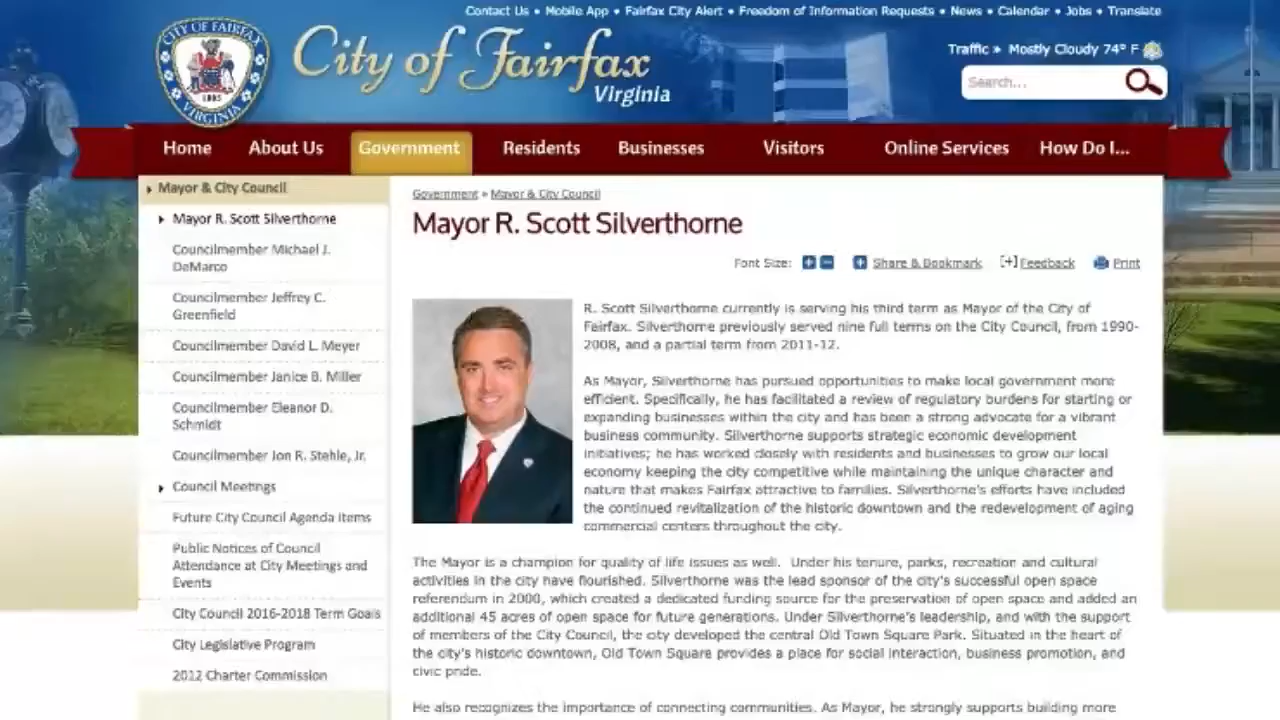 Contact Us • Mobile App • Fairfax City Alert • Freedom of Information Requests • News • Calendar • Jobs • Translate
CITY OF FAIRFAX
1805
VIRGINIA
City of Fairfax
Virginia
Traffic » Mostly Cloudy 74° F
Search...
Home About Us Government Residents Businesses Visitors Online Services How Do I...
Mayor & City Council
Mayor R. Scott Silverthorne
Councilmember Michael J.
DeMarco
Councilmember Jeffrey C.
Greenfield
Councilmember David L. Meyer
Councilmember Janice B. Miller
Councilmember Eleanor D.
Schmidt
Councilmember Jon R. Stehle, Jr.
Council Meetings
Future City Council Agenda Items
Public Notices of Council
Attendance at City Meetings and
Events
City Council 2016-2018 Term Goals
City Legislative Program
2012 Charter Commission
Government » Mayor & City Council
Mayor R. Scott Silverthorne
Font Size: + − + Share & Bookmark [+] Feedback Print
R. Scott Silverthorne currently is serving his third term as Mayor of the City of
Fairfax. Silverthorne previously served nine full terms on the City Council, from 1990-
2008, and a partial term from 2011-12.
As Mayor, Silverthorne has pursued opportunities to make local government more
efficient. Specifically, he has facilitated a review of regulatory burdens for starting or
expanding businesses within the city and has been a strong advocate for a vibrant
business community. Silverthorne supports strategic economic development
initiatives; he has worked closely with residents and businesses to grow our local
economy keeping the city competitive while maintaining the unique character and
nature that makes Fairfax attractive to families. Silverthorne's efforts have included
the continued revitalization of the historic downtown and the redevelopment of aging
commercial centers throughout the city.
The Mayor is a champion for quality of life issues as well. Under his tenure, parks, recreation and cultural
activities in the city have flourished. Silverthorne was the lead sponsor of the city's successful open space
referendum in 2000, which created a dedicated funding source for the preservation of open space and added an
additional 45 acres of open space for future generations. Under Silverthorne's leadership, and with the support
of members of the City Council, the city developed the central Old Town Square Park. Situated in the heart of
the city's historic downtown, Old Town Square provides a place for social interaction, business promotion, and
civic pride.
He also recognizes the importance of connecting communities. As Mayor, he strongly supports building more